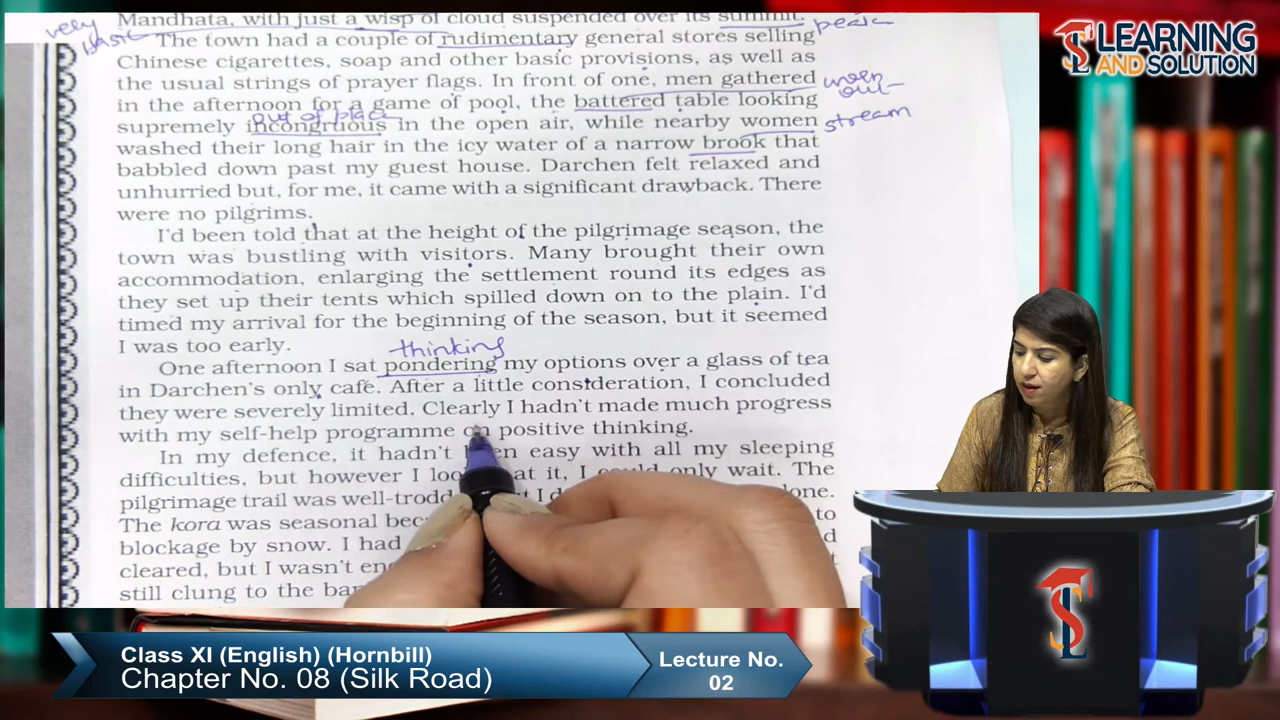 Mandhata, with just a wisp of cloud suspended over its summit.
very basic
peak
The town had a couple of rudimentary general stores selling
Chinese cigarettes, soap and other basic provisions, as well as
the usual strings of prayer flags. In front of one, men gathered
worn out
in the afternoon for a game of pool, the battered table looking
out of place
supremely incongruous in the open air, while nearby women
stream
washed their long hair in the icy water of a narrow brook that
babbled down past my guest house. Darchen felt relaxed and
unhurried but, for me, it came with a significant drawback. There
were no pilgrims.
I'd been told that at the height of the pilgrimage season, the
town was bustling with visitors. Many brought their own
accommodation, enlarging the settlement round its edges as
they set up their tents which spilled down on to the plain. I'd
timed my arrival for the beginning of the season, but it seemed
I was too early.
thinking
One afternoon I sat pondering my options over a glass of tea
in Darchen's only cafe. After a little consideration, I concluded
they were severely limited. Clearly I hadn't made much progress
with my self-help programme on positive thinking.
In my defence, it hadn't been easy with all my sleeping
difficulties, but however I looked at it, I could only wait. The
pilgrimage trail was well-trodd
The kora was seasonal bec to
blockage by snow. I had
cleared, but I wasn't
still clung to the
LEARNING
AND SOLUTION
Class XI (English) (Hornbill)
Chapter No. 08 (Silk Road)
Lecture No.
02